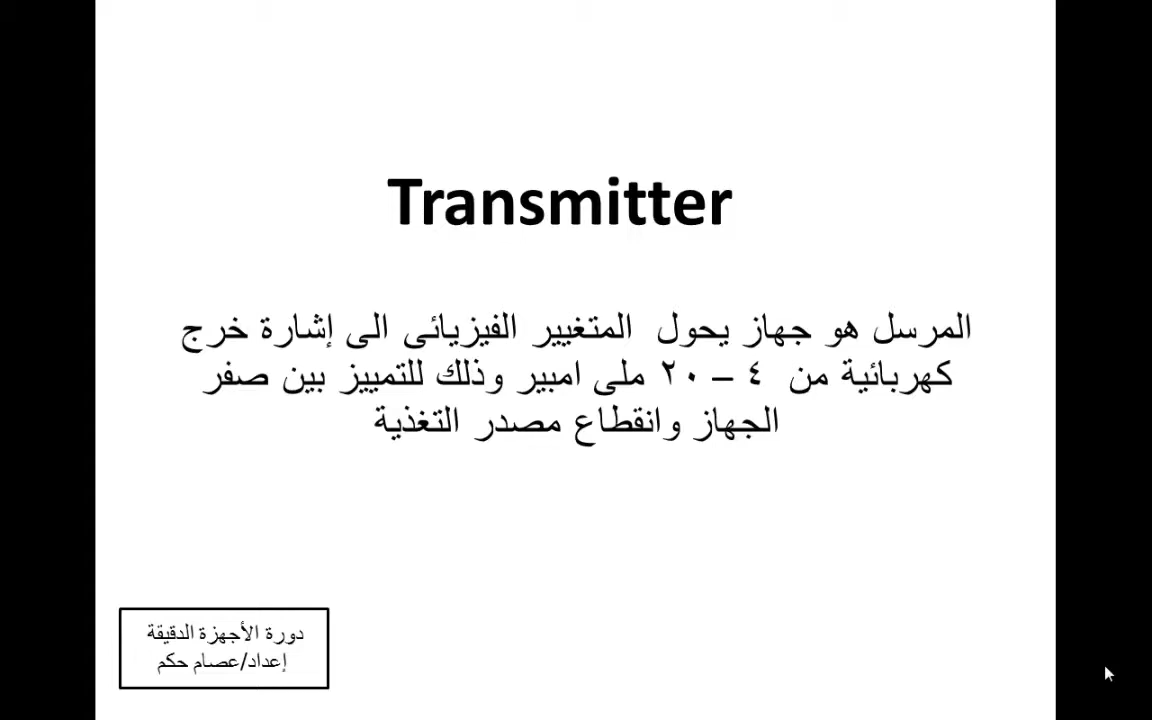 Transmitter
المرسل هو جهاز يحول المتغيير الفيزيائى الى إشارة خرج
كهربائية من ٤ – ٢٠ ملى امبير وذلك للتمييز بين صفر
الجهاز وانقطاع مصدر التغذية
دورة الأجهزة الدقيقة
إعداد/عصام حكم